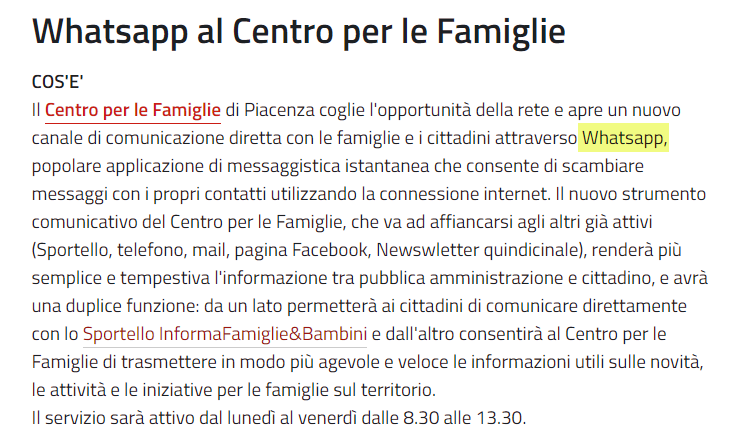 Whatsapp al Centro per le Famiglie
COS'E'
Il Centro per le Famiglie di Piacenza coglie l'opportunità della rete e apre un nuovo
canale di comunicazione diretta con le famiglie e i cittadini attraverso Whatsapp,
popolare applicazione di messaggistica istantanea che consente di scambiare
messaggi con i propri contatti utilizzando la connessione internet. Il nuovo strumento
comunicativo del Centro per le Famiglie, che va ad affiancarsi agli altri già attivi
(Sportello, telefono, mail, pagina Facebook, Newswletter quindicinale), renderà più
semplice e tempestiva l'informazione tra pubblica amministrazione e cittadino, e avrà
una duplice funzione: da un lato permetterà ai cittadini di comunicare direttamente
con lo Sportello InformaFamiglie&Bambini e dall'altro consentirà al Centro per le
Famiglie di trasmettere in modo più agevole e veloce le informazioni utili sulle novità,
le attività e le iniziative per le famiglie sul territorio.
Il servizio sarà attivo dal lunedì al venerdì dalle 8.30 alle 13.30.